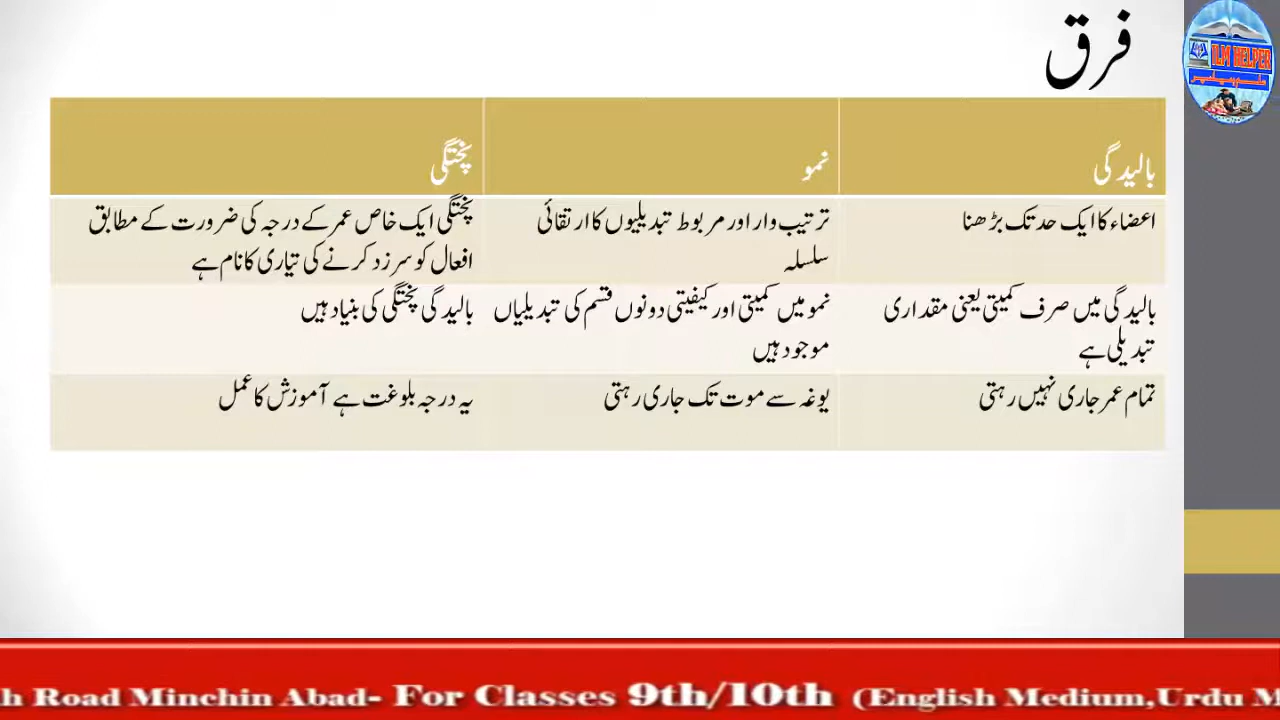 فرق
ILM HELPER
علم ہیلپر
بالیدگی
نمو
پختگی
اعضاء کا ایک حد تک بڑھنا
ترتیب وار اور مربوط تبدیلیوں کا ارتقائی
سلسلہ
پختگی ایک خاص عمر کے درجہ کی ضرورت کے مطابق
افعال کو سرزد کرنے کی تیاری کا نام ہے
بالیدگی میں صرف کمیتی یعنی مقداری
تبدیلی ہے
نمو میں کمیتی اور کیفیتی دونوں قسم کی تبدیلیاں
موجود ہیں
بالیدگی پختگی کی بنیاد ہیں
تمام عمر جاری نہیں رہتی
یوغہ سے موت تک جاری رہتی
یہ درجہ بلوغت ہے آموزش کا عمل
h Road Minchin Abad- For Classes 9th/10th (English Medium,Urdu M